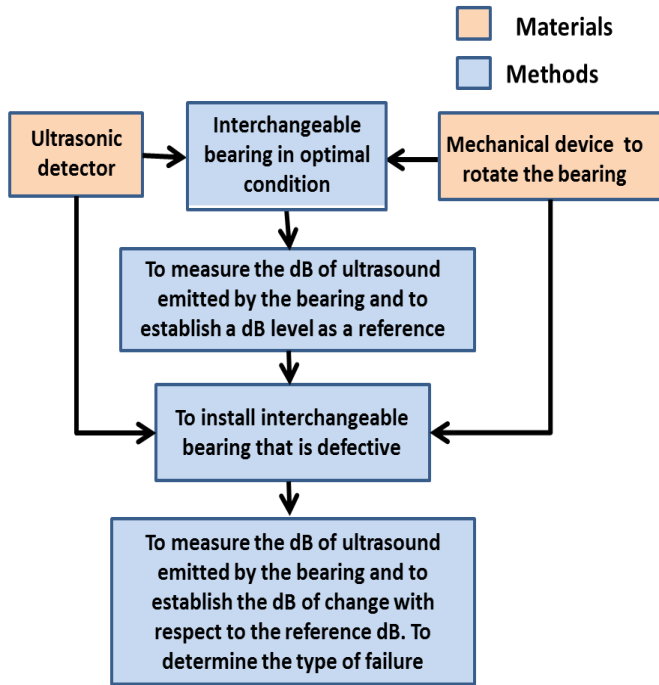 Materials
Methods
Ultrasonic
detector
Interchangeable
bearing in optimal
condition
Mechanical device to
rotate the bearing
To measure the dB of ultrasound
emitted by the bearing and to
establish a dB level as a reference
To install interchangeable
bearing that is defective
To measure the dB of ultrasound
emitted by the bearing and to
establish the dB of change with
respect to the reference dB. To
determine the type of failure